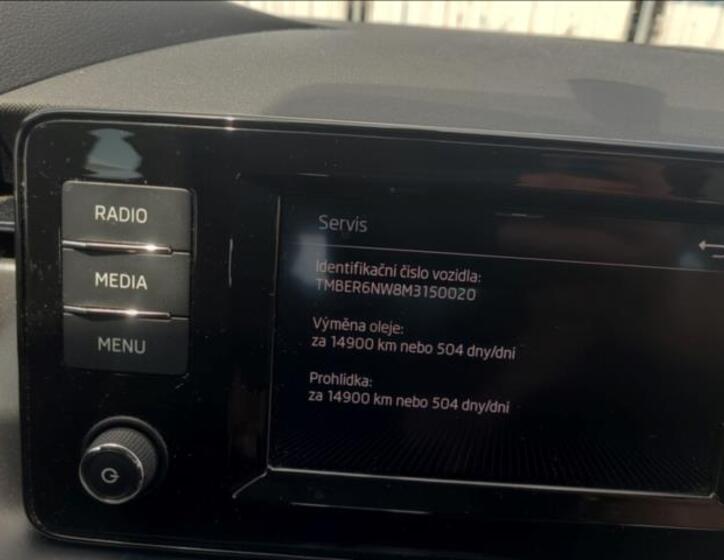 RADIO
MEDIA
MENU
Servis
Identifikační číslo vozidla:
TMBER6NW8M3150020
Výměna oleje:
za 14900 km nebo 504 dny/dní
Prohlídka:
za 14900 km nebo 504 dny/dní